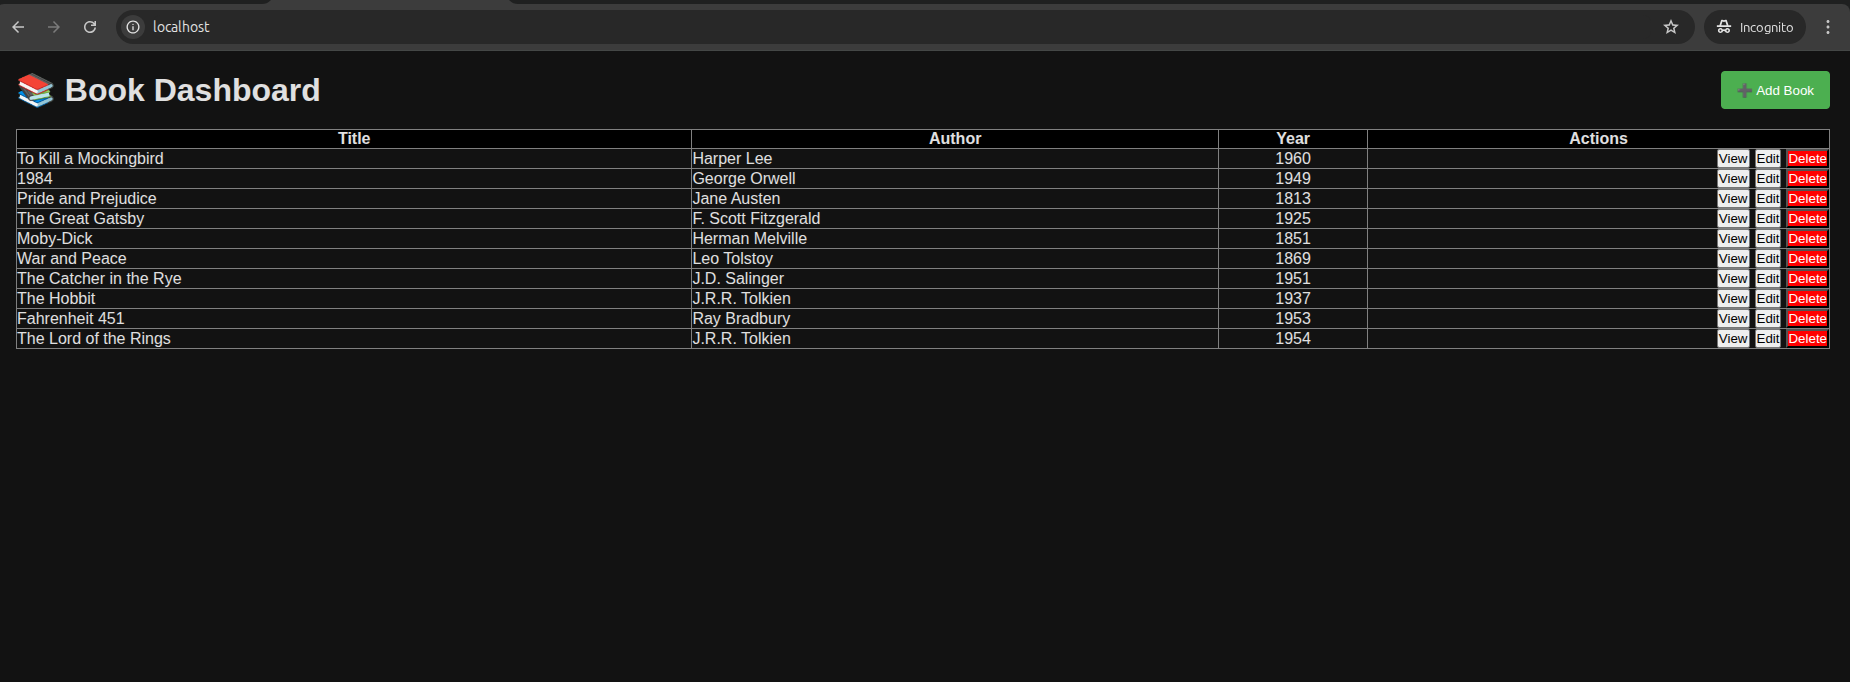 localhost
Incognito
Book Dashboard
Add Book
Title Author Year Actions
To Kill a Mockingbird Harper Lee 1960 View Edit Delete
1984 George Orwell 1949 View Edit Delete
Pride and Prejudice Jane Austen 1813 View Edit Delete
The Great Gatsby F. Scott Fitzgerald 1925 View Edit Delete
Moby-Dick Herman Melville 1851 View Edit Delete
War and Peace Leo Tolstoy 1869 View Edit Delete
The Catcher in the Rye J.D. Salinger 1951 View Edit Delete
The Hobbit J.R.R. Tolkien 1937 View Edit Delete
Fahrenheit 451 Ray Bradbury 1953 View Edit Delete
The Lord of the Rings J.R.R. Tolkien 1954 View Edit Delete